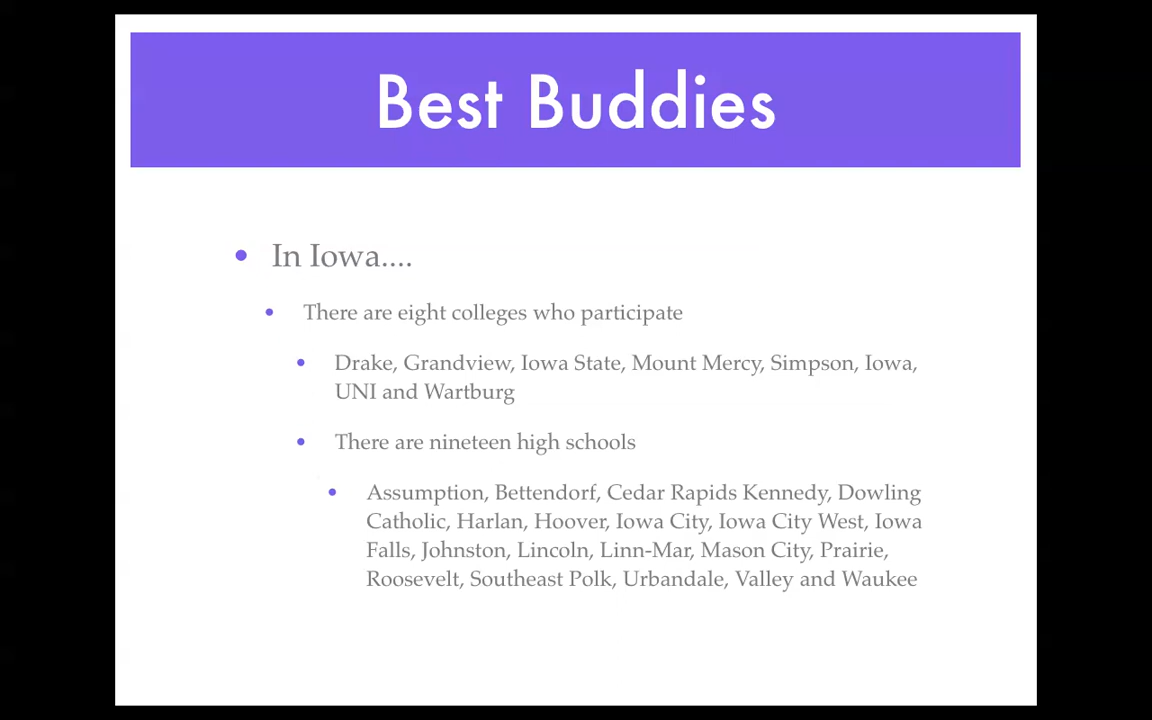 Best Buddies
• In Iowa....
• There are eight colleges who participate
• Drake, Grandview, Iowa State, Mount Mercy, Simpson, Iowa,
UNI and Wartburg
• There are nineteen high schools
• Assumption, Bettendorf, Cedar Rapids Kennedy, Dowling
Catholic, Harlan, Hoover, Iowa City, Iowa City West, Iowa
Falls, Johnston, Lincoln, Linn-Mar, Mason City, Prairie,
Roosevelt, Southeast Polk, Urbandale, Valley and Waukee